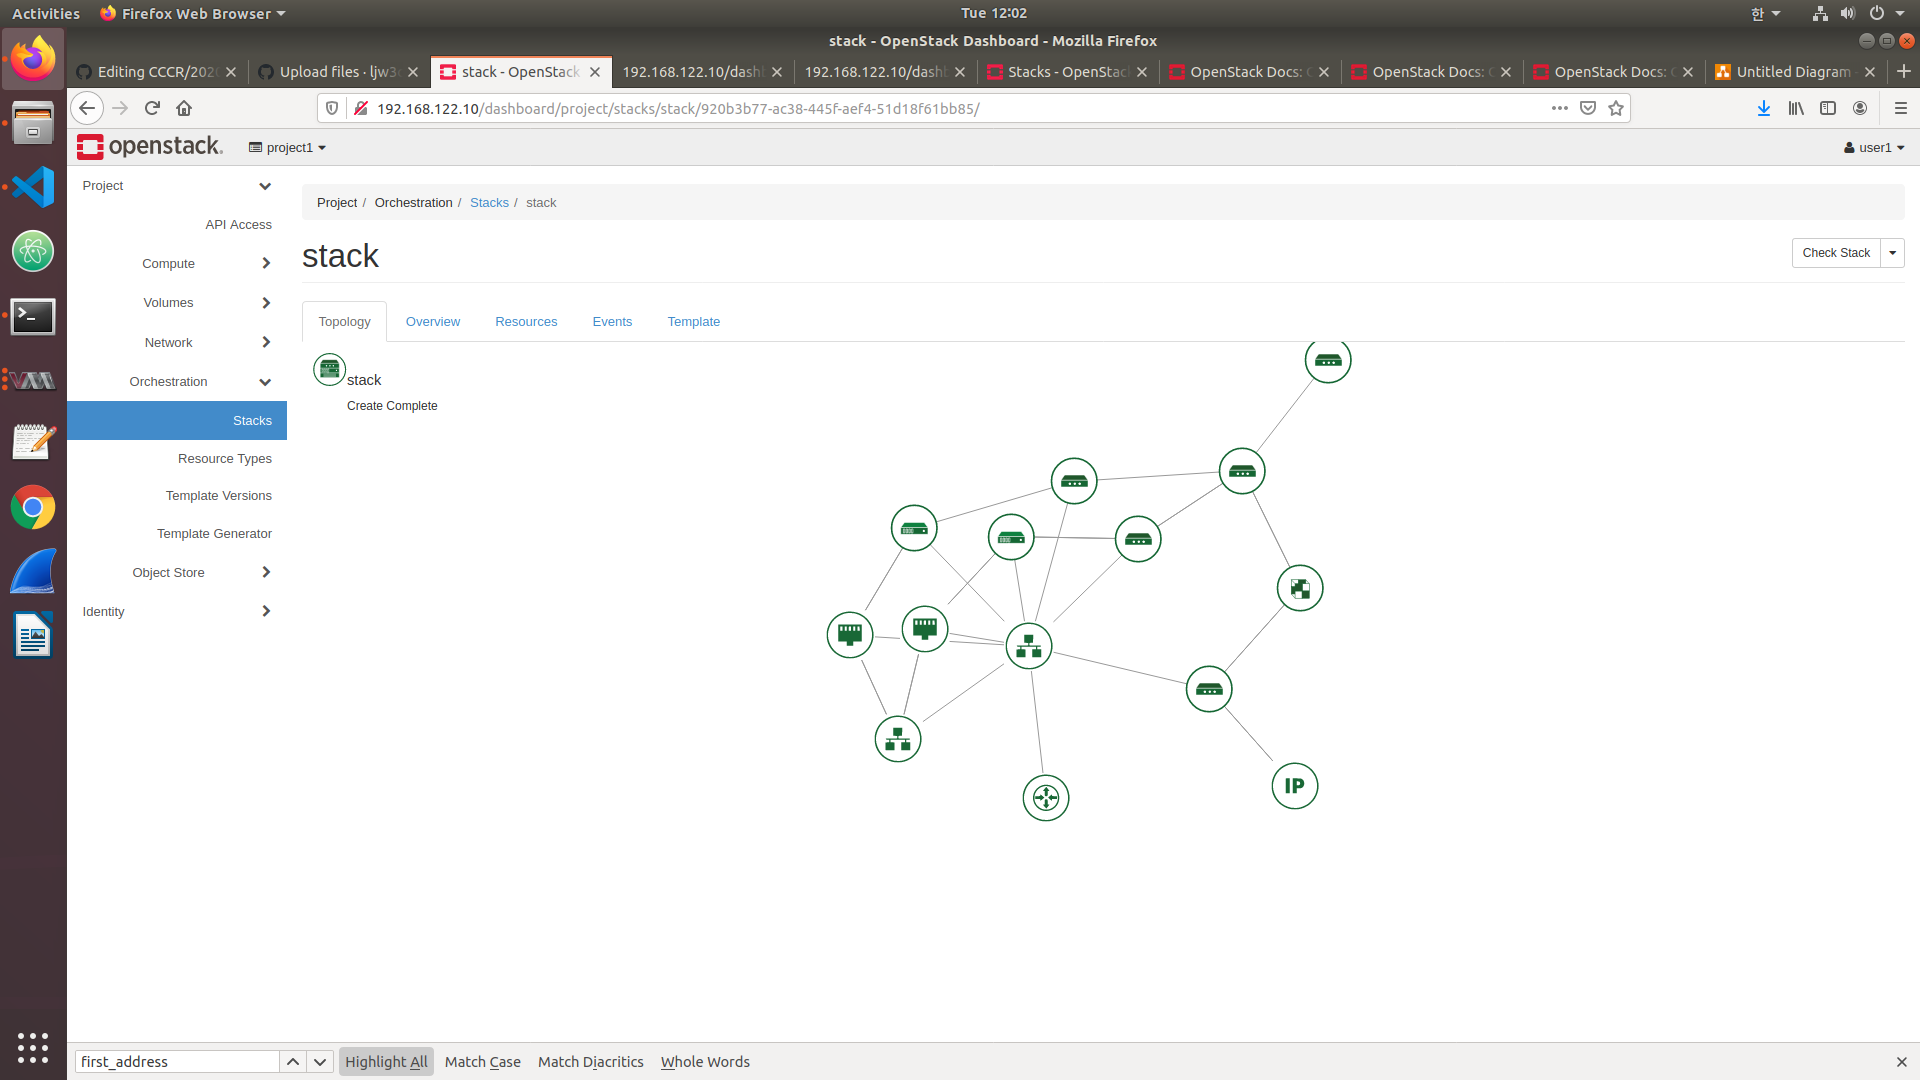 Activities
Firefox Web Browser
Tue 12:02
한
stack - OpenStack Dashboard - Mozilla Firefox
Editing CCCR/202
Upload files · ljw3
stack - OpenStack
192.168.122.10/dash
192.168.122.10/dash
Stacks - OpenStac
OpenStack Docs:
OpenStack Docs:
OpenStack Docs:
Untitled Diagram
192.168.122.10/dashboard/project/stacks/stack/920b3b77-ac38-445f-aef4-51d18f61bb85/
openstack.
project1
user1
Project
API Access
Compute
Volumes
Network
Orchestration
Stacks
Resource Types
Template Versions
Template Generator
Object Store
Identity
Project / Orchestration / Stacks / stack
stack
Check Stack
Topology
Overview
Resources
Events
Template
stack
Create Complete
IP
first_address
Highlight All
Match Case
Match Diacritics
Whole Words